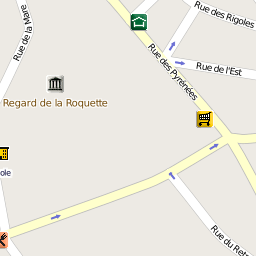 Rue des Rigoles
Rue de la Mare
Rue des Pyrénées
Rue de l'Est
Regard de la Roquette
ole
Rue du Retr